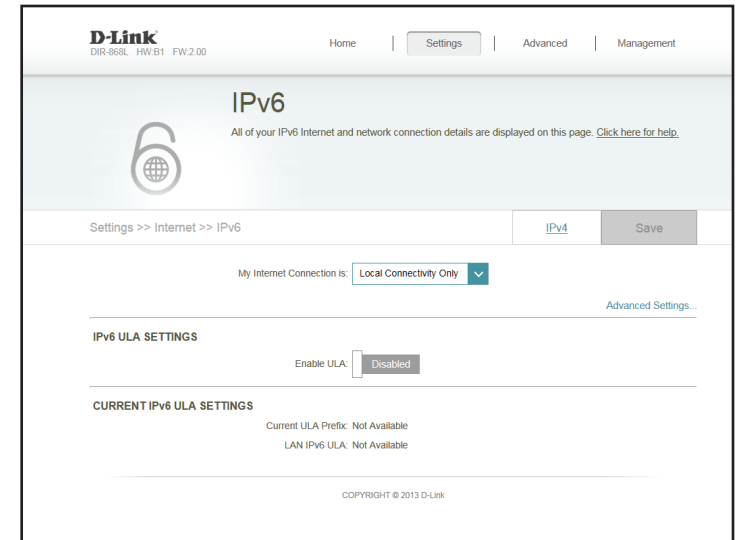 D-Link
DIR-868L HW:B1 FW:2.00
Home
Settings
Advanced
Management
IPv6
All of your IPv6 Internet and network connection details are displayed on this page. Click here for help.
Settings >> Internet >> IPv6
IPv4
Save
My Internet Connection is: Local Connectivity Only
Advanced Settings...
IPv6 ULA SETTINGS
Enable ULA: Disabled
CURRENT IPv6 ULA SETTINGS
Current ULA Prefix: Not Available
LAN IPv6 ULA: Not Available
COPYRIGHT © 2013 D-Link